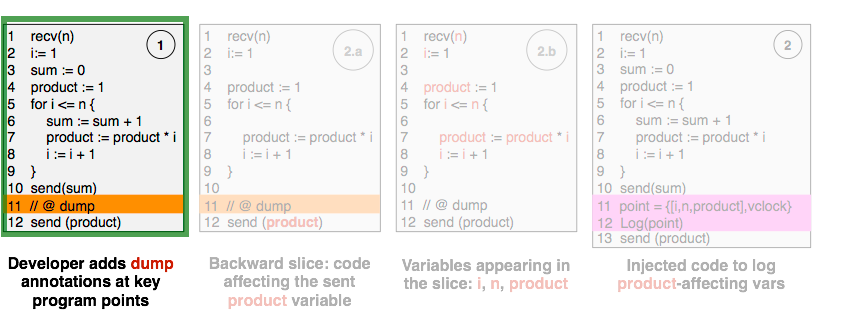 1 recv(n)
2 i:= 1
3 sum := 0
4 product := 1
5 for i <= n {
6 sum := sum + 1
7 product := product * i
8 i := i + 1
9 }
10 send(sum)
11 // @ dump
12 send (product)
1
Developer adds dump
annotations at key
program points
1 recv(n)
2 i:= 1
3
4 product := 1
5 for i <= n {
6
7 product := product * i
8 i := i + 1
9 }
10
11 // @ dump
12 send (product)
2.a
Backward slice: code
affecting the sent
product variable
1 recv(n)
2 i:= 1
3
4 product := 1
5 for i <= n {
6
7 product := product * i
8 i := i + 1
9 }
10
11 // @ dump
12 send (product)
2.b
Variables appearing in
the slice: i, n, product
1 recv(n)
2 i:= 1
3 sum := 0
4 product := 1
5 for i <= n {
6 sum := sum + 1
7 product := product * i
8 i := i + 1
9 }
10 send(sum)
11 point = {[i,n,product],vclock}
12 Log(point)
13 send (product)
2
Injected code to log
product-affecting vars